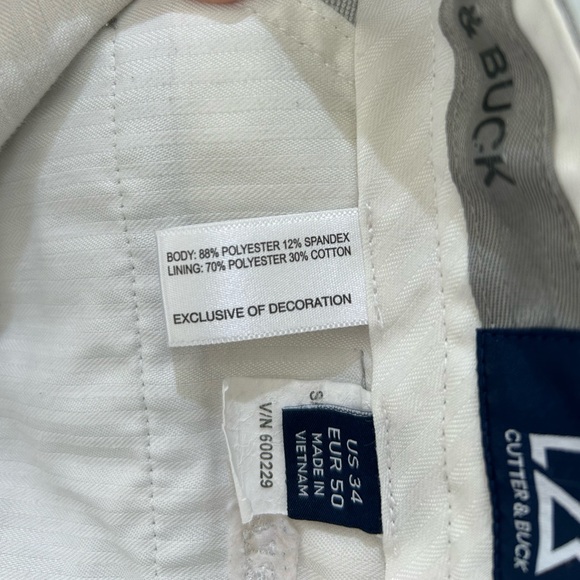 & BUCK
BODY: 88% POLYESTER 12% SPANDEX
LINING: 70% POLYESTER 30% COTTON
EXCLUSIVE OF DECORATION
V/N 600229
US 34
EUR 50
MADE IN
VIETNAM
CUTTER & BUCK